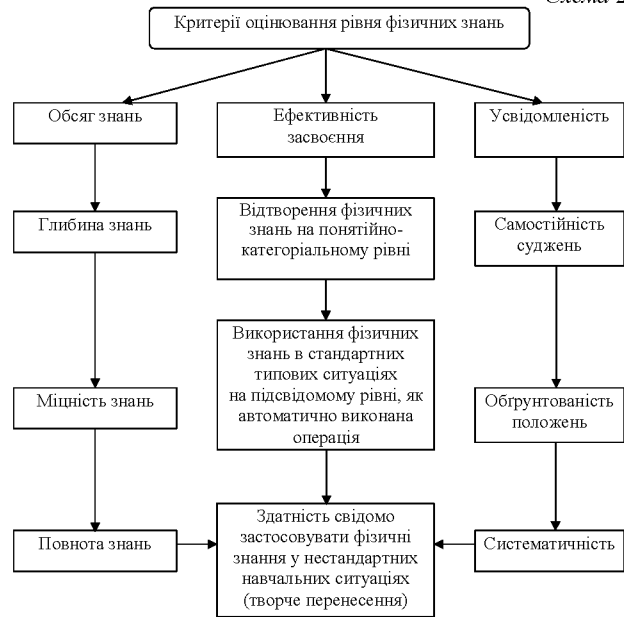 Схема 2
Критерії оцінювання рівня фізичних знань
Обсяг знань
Ефективність
засвоєння
Усвідомленість
Глибина знань
Відтворення фізичних
знань на понятійно-
категоріальному рівні
Самостійність
суджень
Міцність знань
Використання фізичних
знань в стандартних
типових ситуаціях
на підсвідомому рівні, як
автоматично виконана
операція
Обґрунтованість
положень
Повнота знань
Здатність свідомо
застосовувати фізичні
знання у нестандартних
навчальних ситуаціях
(творче перенесення)
Систематичність